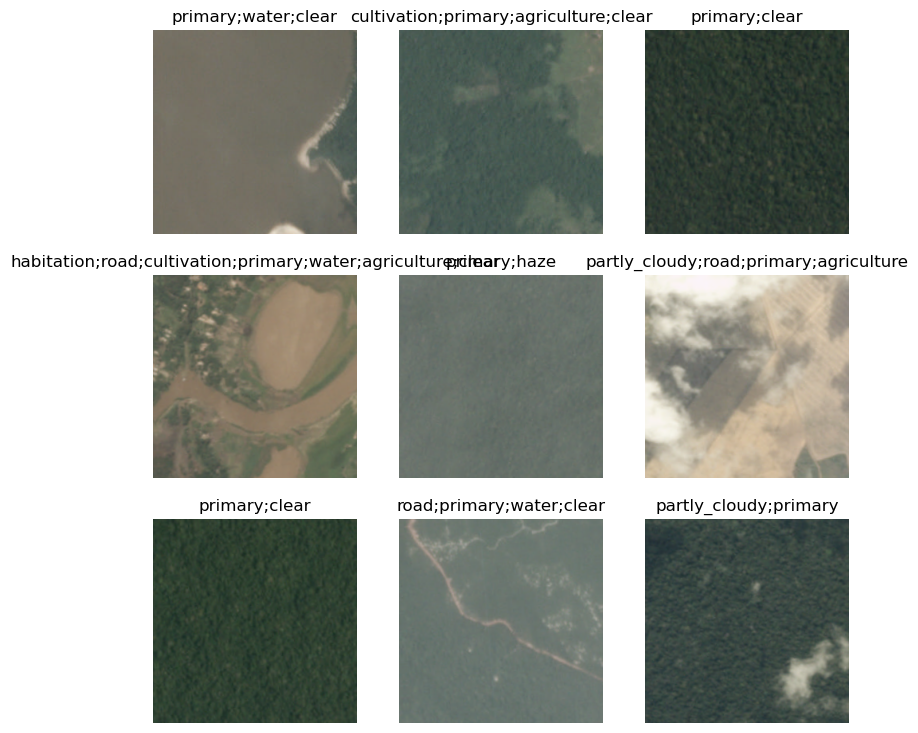 primary;water;clear
cultivation;primary;agriculture;clear
primary;clear
habitation;road;cultivation;primary;water;agriculture;clear
primary;haze
partly_cloudy;road;primary;agriculture
primary;clear
road;primary;water;clear
partly_cloudy;primary